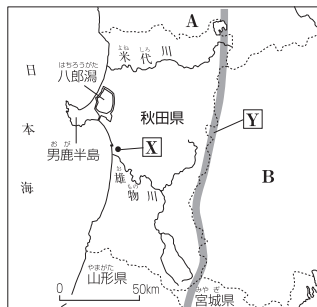 A
米代川
よねしろ
八郎潟
はちろうがた
日本海
秋田県
Y
男鹿半島
おが
X
雄物川
おもの
B
0 50km
山形県
やまがた
宮城県
みやぎ